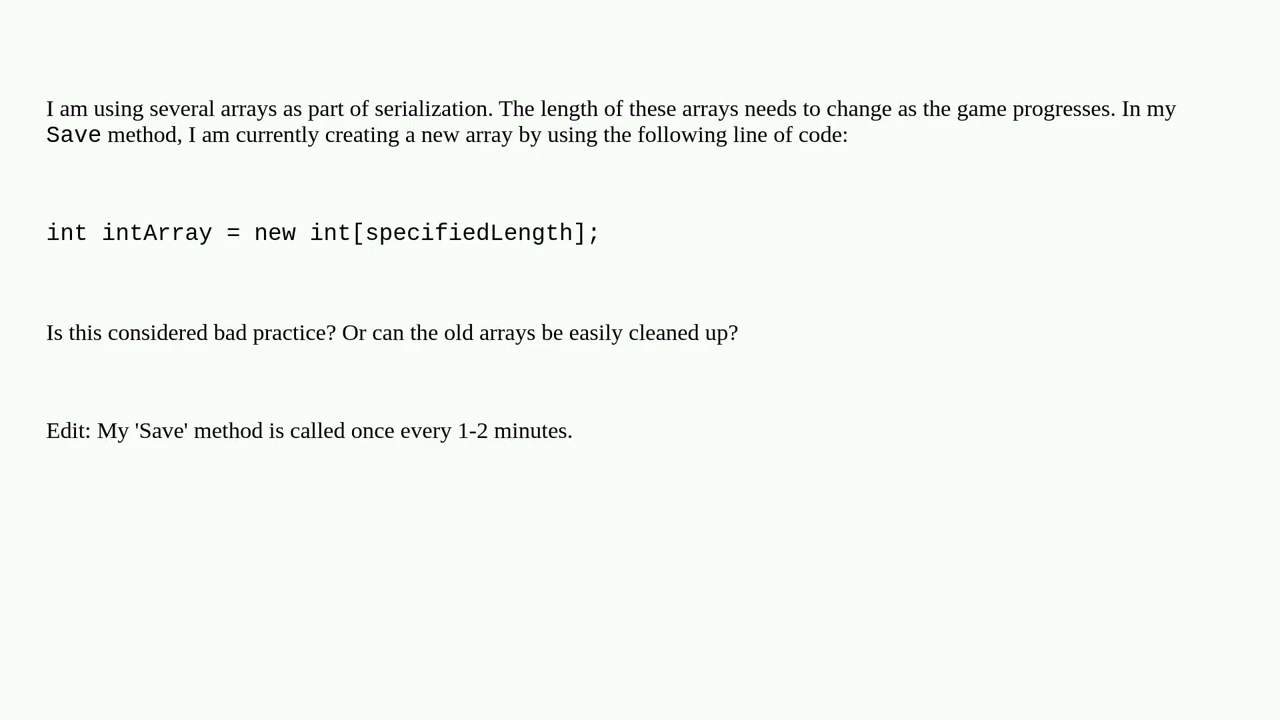 I am using several arrays as part of serialization. The length of these arrays needs to change as the game progresses. In my
Save method, I am currently creating a new array by using the following line of code:
int intArray = new int[specifiedLength];
Is this considered bad practice? Or can the old arrays be easily cleaned up?
Edit: My 'Save' method is called once every 1-2 minutes.